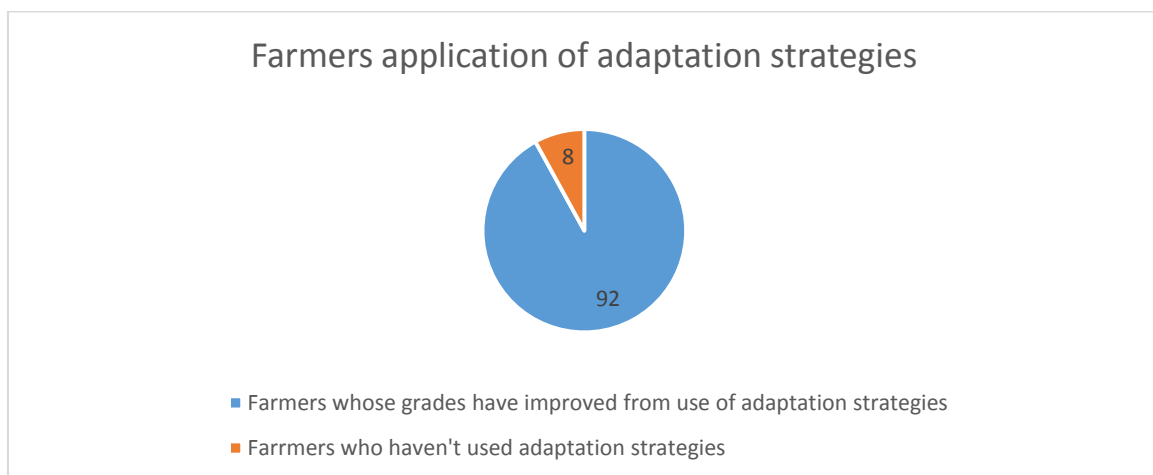 Farmers application of adaptation strategies
8
92
Farmers whose grades have improved from use of adaptation strategies
Farrmers who haven't used adaptation strategies